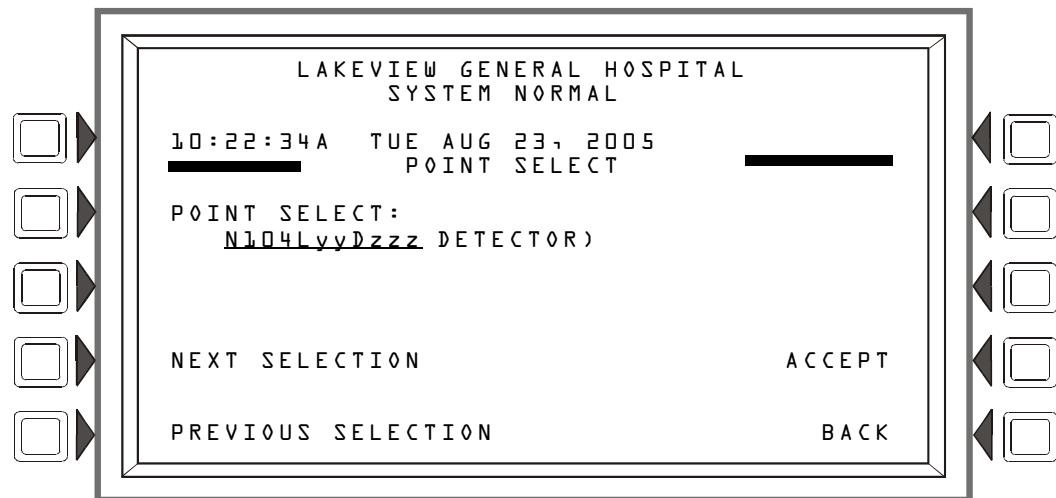 LAKEVIEW GENERAL HOSPITAL
SYSTEM NORMAL
10:22:34A TUE AUG 23, 2005
POINT SELECT
POINT SELECT:
N104LyyDzzz DETECTOR)
NEXT SELECTION ACCEPT
PREVIOUS SELECTION BACK